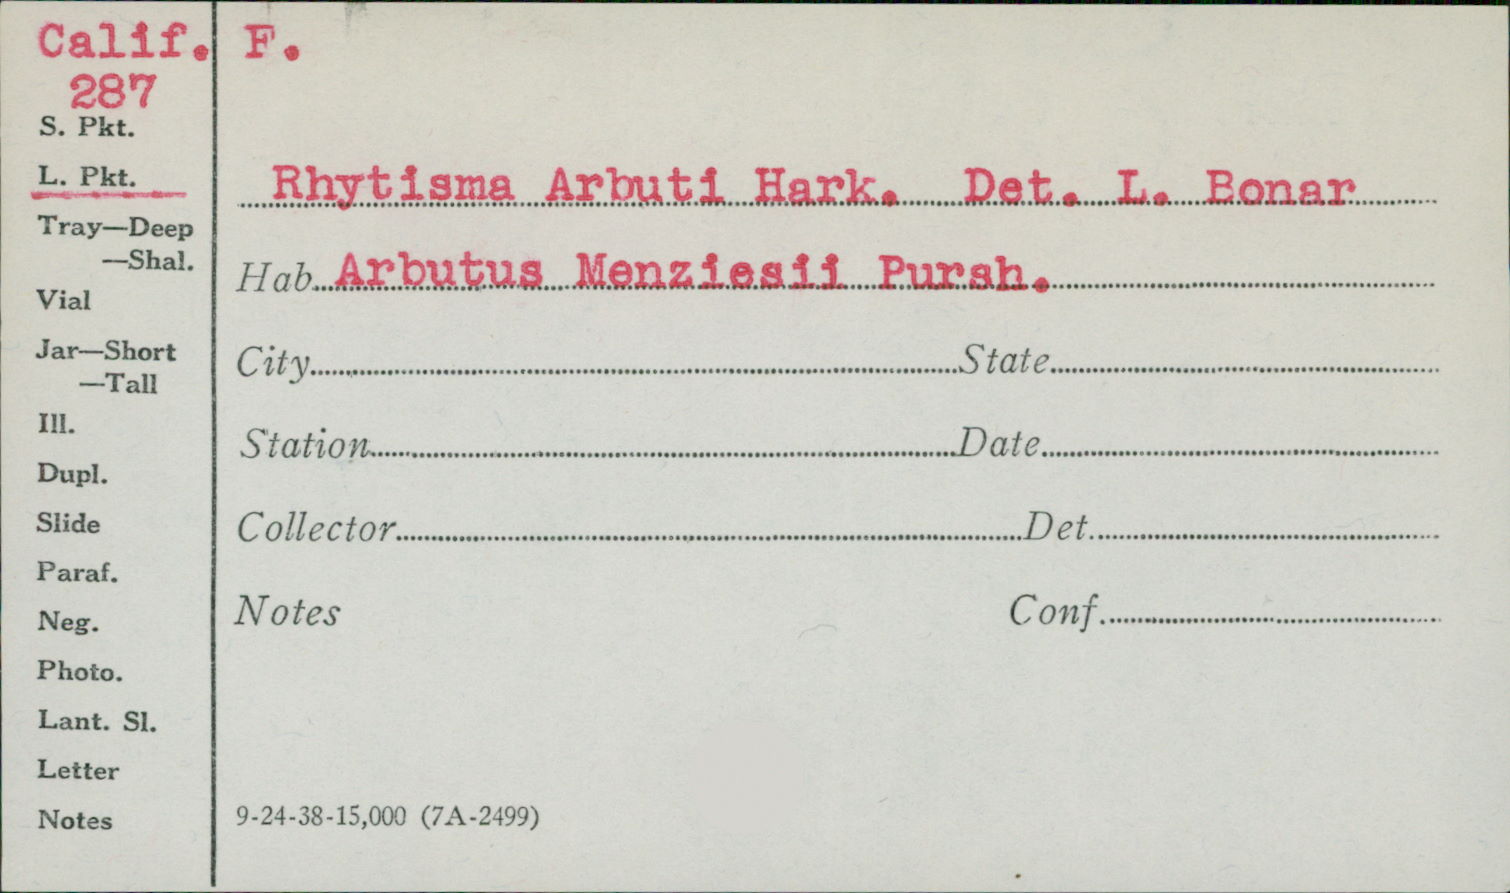 Calif. F.
287
S. Pkt.
L. Pkt.
Rhytisma Arbuti Hark. Det. L. Bonar
Tray—Deep
—Shal.
Hab. Arbutus Menziesii Pursh.
Vial
Jar—Short
—Tall
City State
Ill.
Station Date
Dupl.
Slide
Collector Det.
Paraf.
Neg.
Notes Conf.
Photo.
Lant. Sl.
Letter
Notes
9-24-38-15,000 (7A-2499)